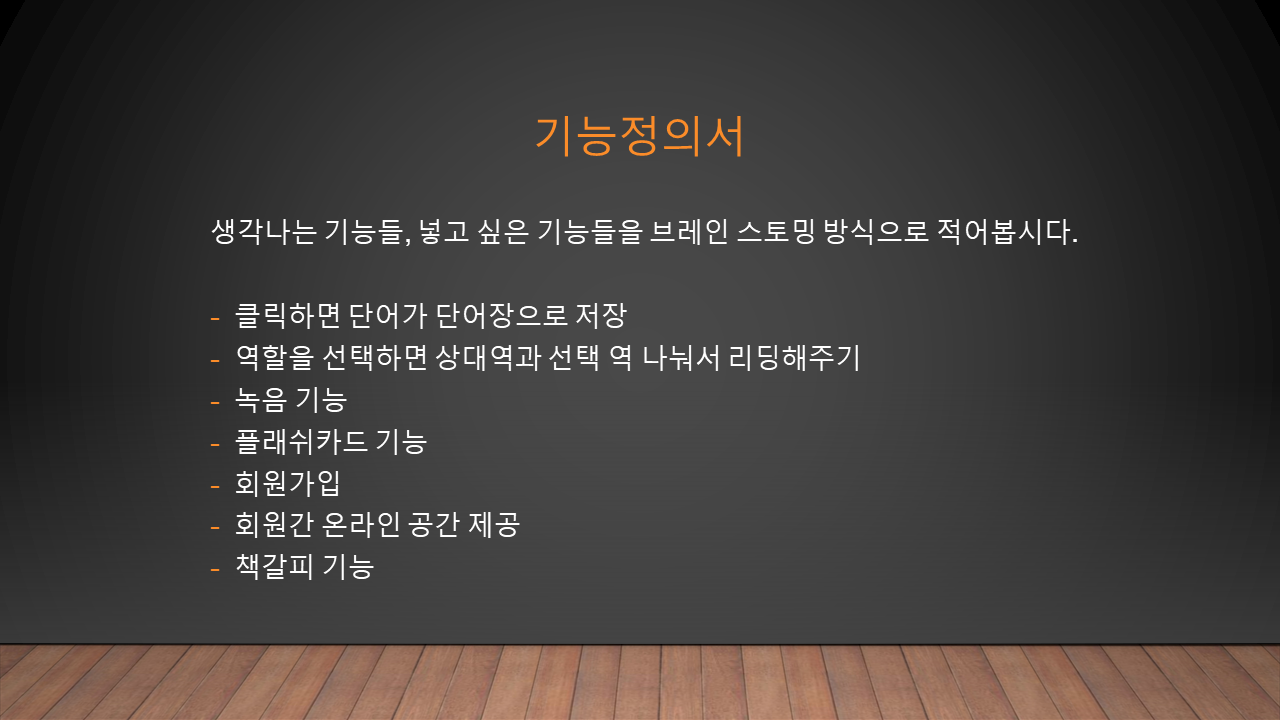 기능정의서
생각나는 기능들, 넣고 싶은 기능들을 브레인 스토밍 방식으로 적어봅시다.
- 클릭하면 단어가 단어장으로 저장
- 역할을 선택하면 상대역과 선택 역 나눠서 리딩해주기
- 녹음 기능
- 플래쉬카드 기능
- 회원가입
- 회원간 온라인 공간 제공
- 책갈피 기능